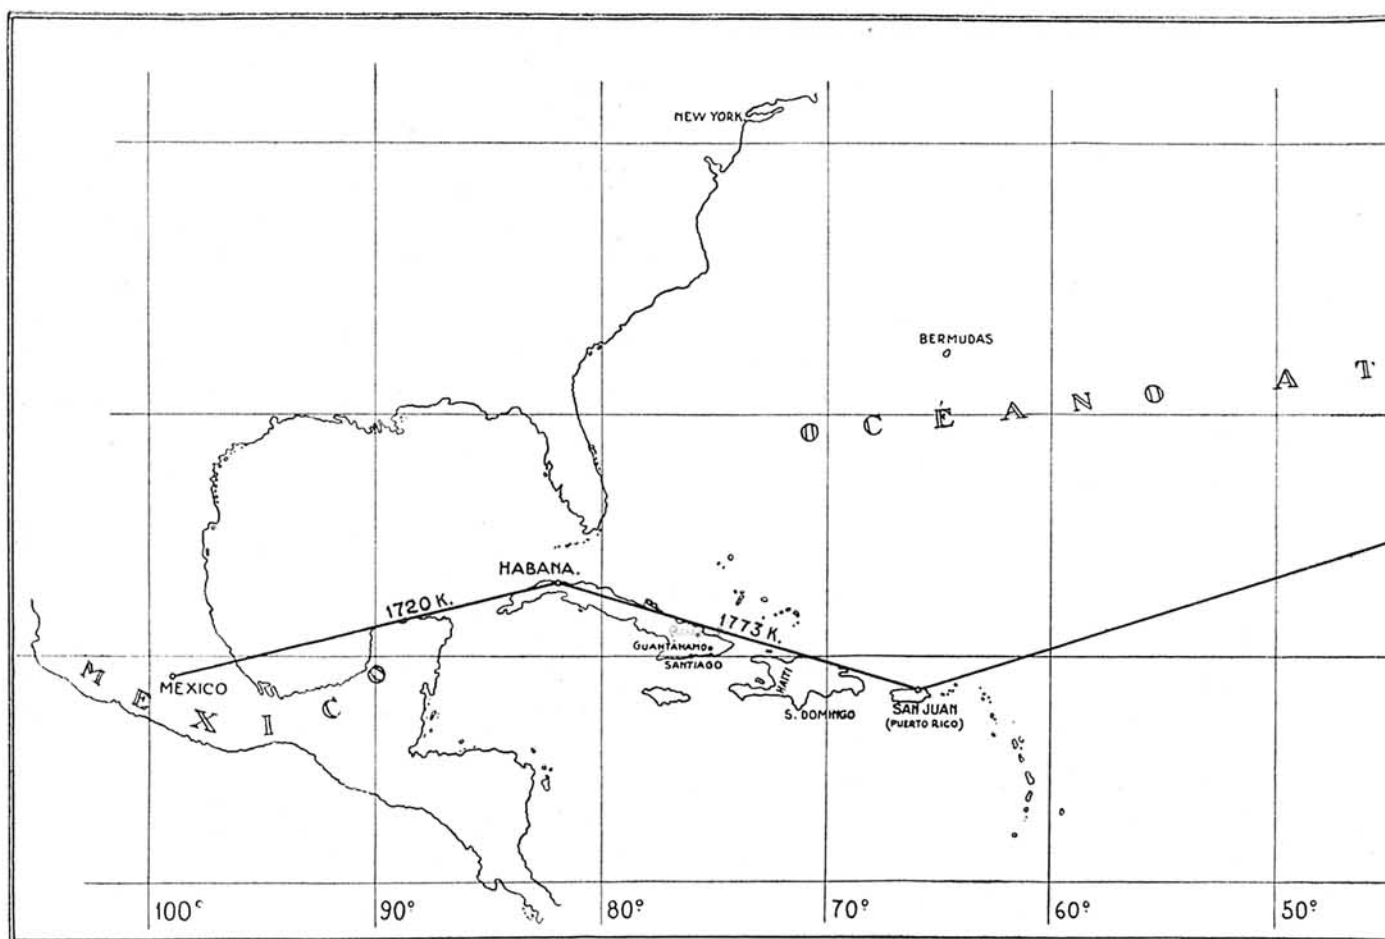 NEW YORK
BERMUDAS
OCÉANO AT
HABANA.
1720 K.
1773 K.
GUANTÁNAMO
SANTIAGO
HAITI
MEXICO
MEXICO
S. DOMINGO
SAN JUAN
(PUERTO RICO)
100° 90° 80° 70° 60° 50°